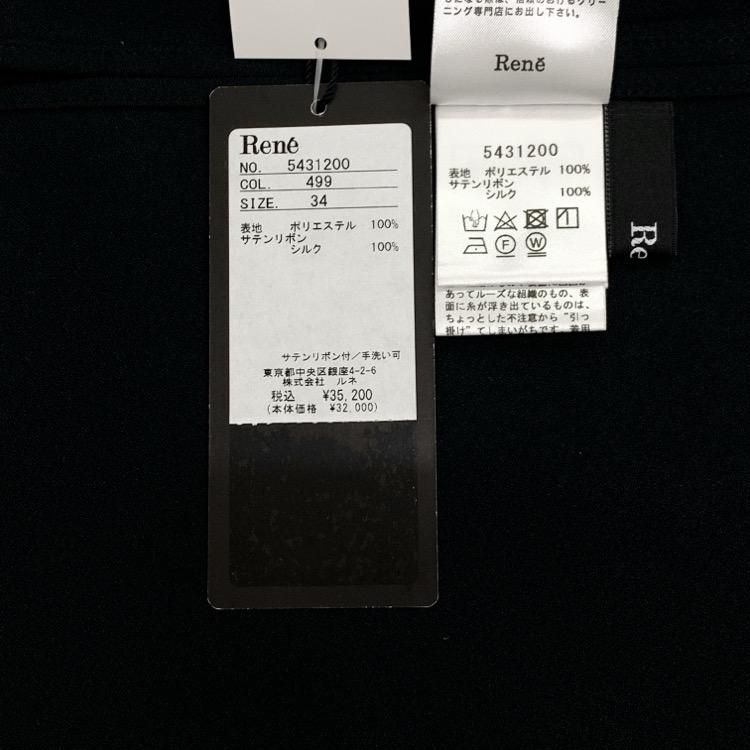 René
NO. 5431200
COL. 499
SIZE. 34
表地 ポリエステル 100%
サテンリボン
シルク 100%
サテンリボン付/手洗い可
東京都中央区銀座4-2-6
株式会社 ルネ
税込 ¥35,200
(本体価格 ¥32,000)
ニング専門店にお出し下さい。
René
5431200
表地 ポリエステル 100%
サテンリボン
シルク 100%
F
W
あってルーズな組織のもの、表
面に糸が浮き出ているものは、
ちょっとした不注意から“引っ
掛け”てしまいがちです。着用
Re